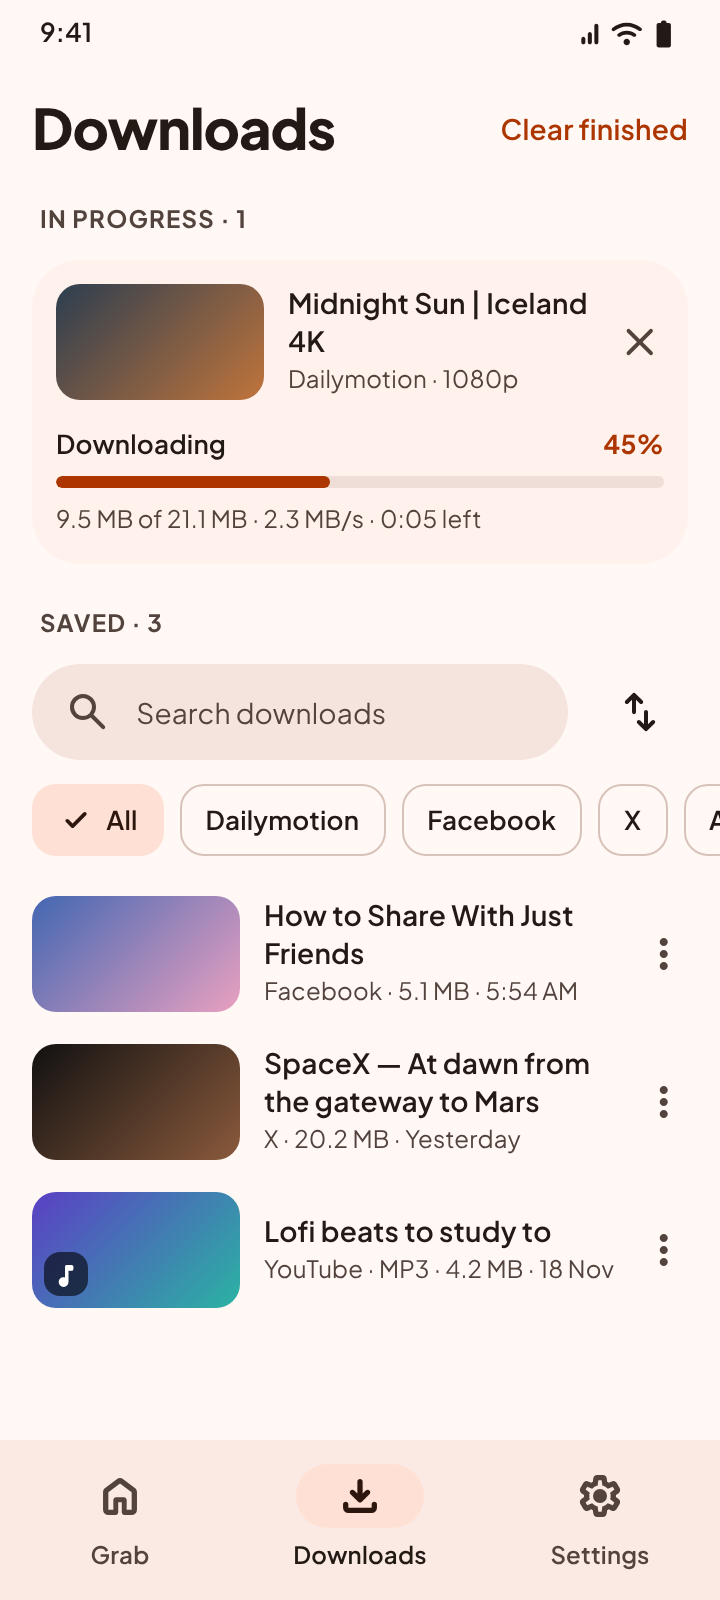 9:41
Downloads
Clear finished
IN PROGRESS · 1
Midnight Sun | Iceland
4K
Dailymotion · 1080p
Downloading
45%
9.5 MB of 21.1 MB · 2.3 MB/s · 0:05 left
SAVED · 3
Search downloads
All
Dailymotion
Facebook
X
How to Share With Just
Friends
Facebook · 5.1 MB · 5:54 AM
SpaceX — At dawn from
the gateway to Mars
X · 20.2 MB · Yesterday
Lofi beats to study to
YouTube · MP3 · 4.2 MB · 18 Nov
Grab
Downloads
Settings